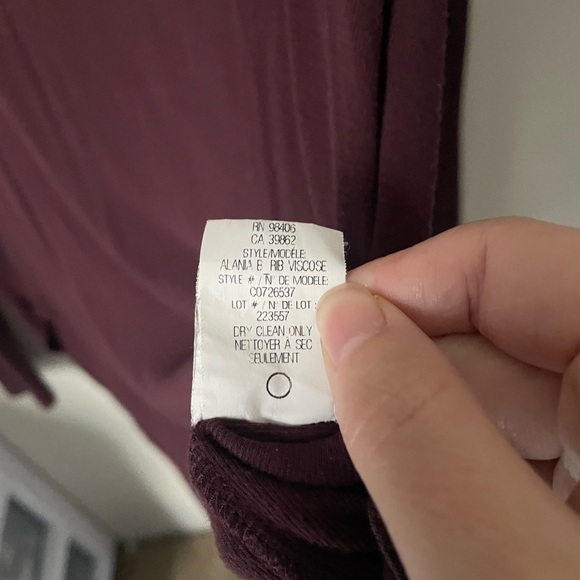 RN 98406
CA 39862
STYLE/MODÈLE
ALANIA B RIB VISCOSE
STYLE # / N° DE MODELE:
C0726537
LOT # / N° DE LOT :
223557
DRY CLEAN ONLY
NETTOYER À SEC
SEULEMENT